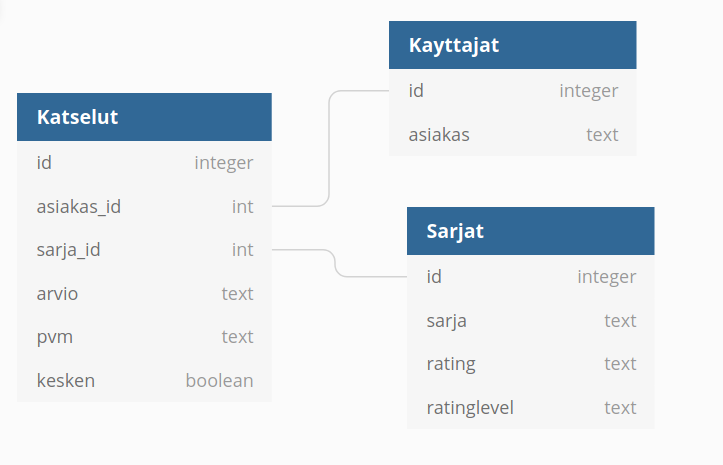 Kayttajat
id integer
asiakas text
Katselut
id integer
asiakas_id int
sarja_id int
arvio text
pvm text
kesken boolean
Sarjat
id integer
sarja text
rating text
ratinglevel text